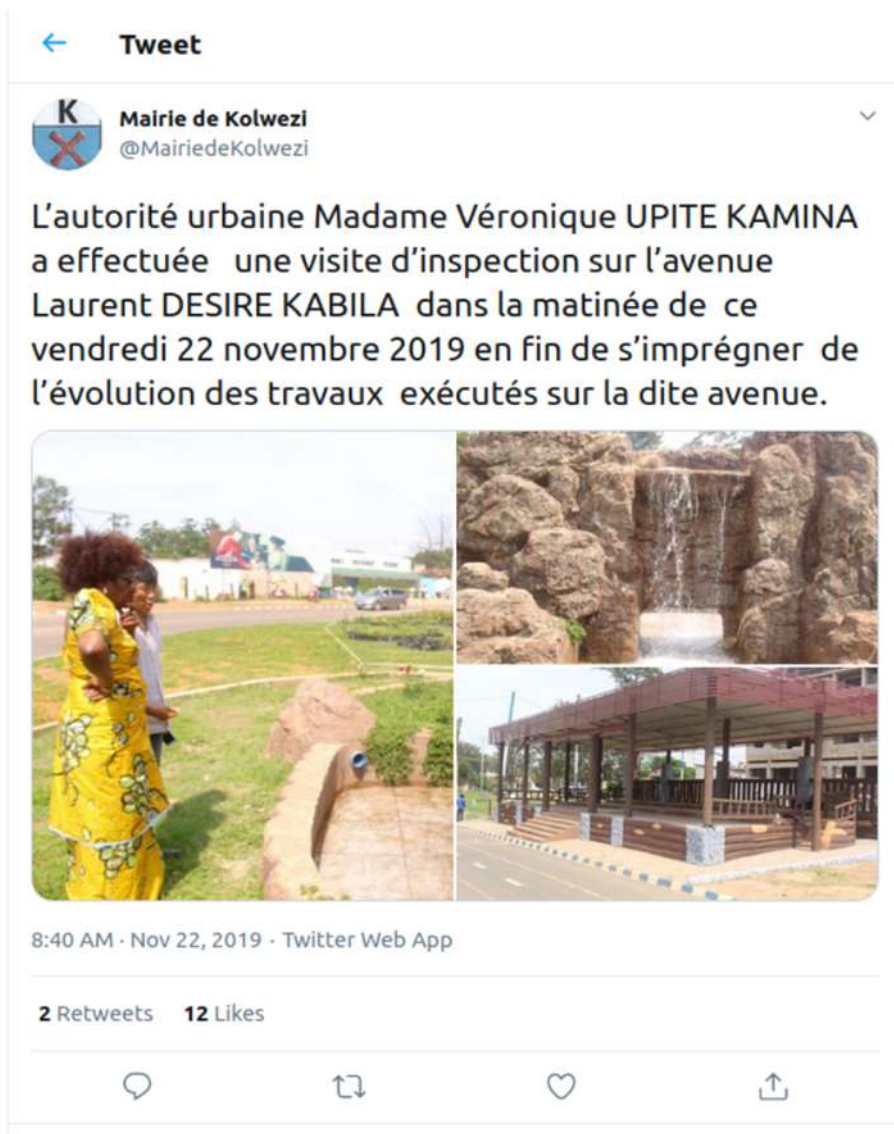 Tweet
K
Mairie de Kolwezi
@MairiedeKolwezi
L’autorité urbaine Madame Véronique UPITE KAMINA
a effectuée une visite d’inspection sur l’avenue
Laurent DESIRE KABILA dans la matinée de ce
vendredi 22 novembre 2019 en fin de s’imprégner de
l’évolution des travaux exécutés sur la dite avenue.
8:40 AM · Nov 22, 2019 · Twitter Web App
2 Retweets 12 Likes